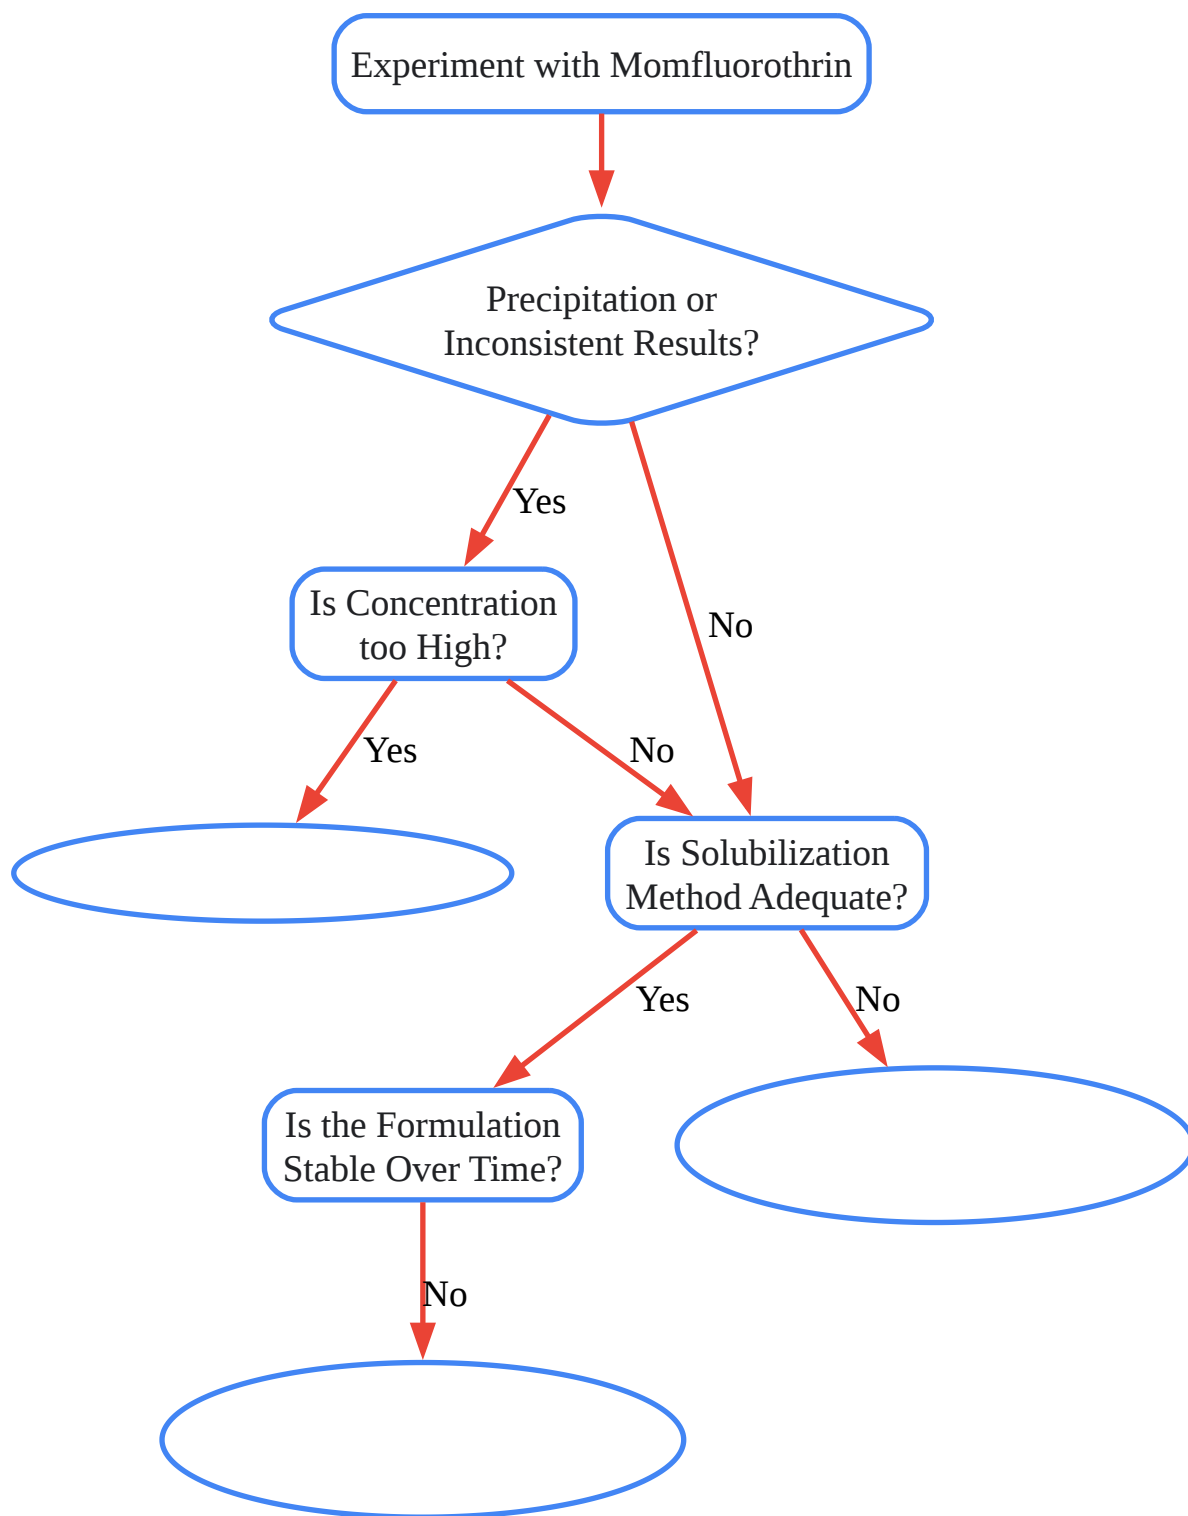 Experiment with Momfluorothrin
Precipitation or
Inconsistent Results?
Yes
No
Is Concentration
too High?
Yes
No
Is Solubilization
Method Adequate?
Yes
No
Is the Formulation
Stable Over Time?
No